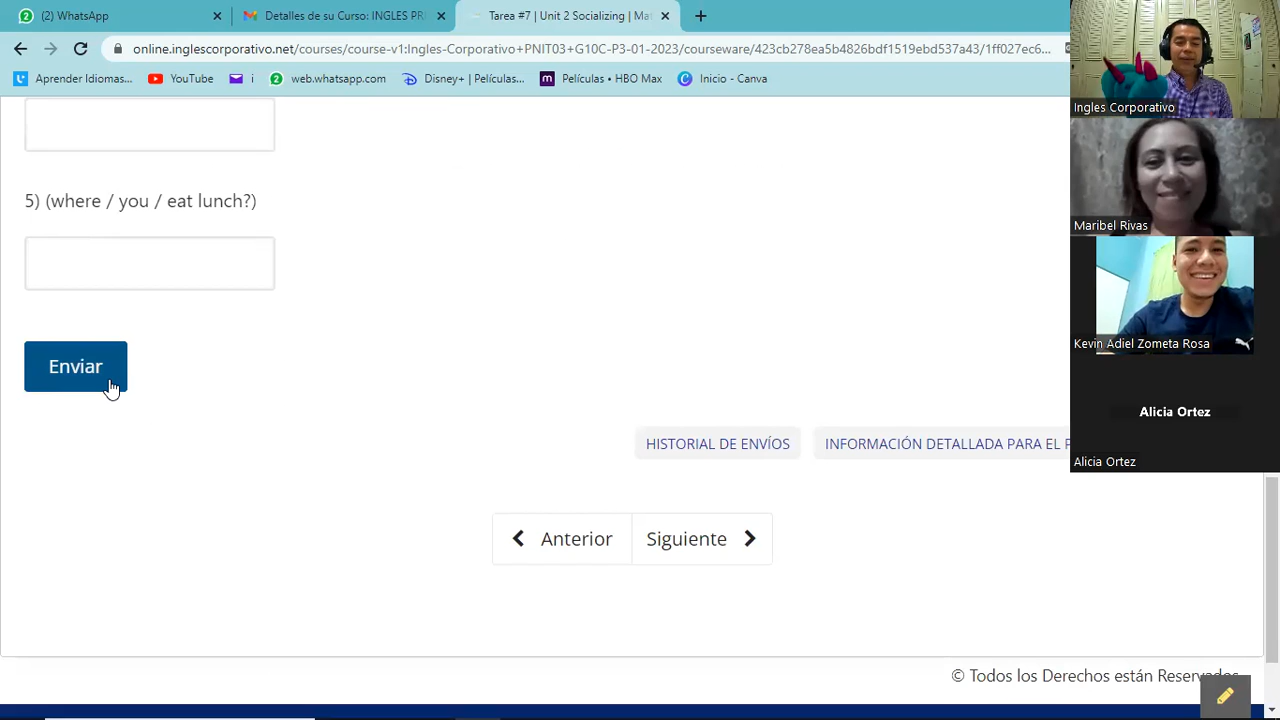 (2) WhatsApp
Detalles de su Curso: INGLES PR
Tarea #7 | Unit 2 Socializing | Ma
online.inglescorporativo.net/courses/course-v1:Ingles-Corporativo+PNIT03+G10C-P3-01-2023/courseware/423cb278ea5b4826bdf1519ebd537a43/1ff027ec6...
Aprender Idiomas...
YouTube
i
web.whatsapp.com
Disney+ | Películas...
Películas • HBO Max
Inicio - Canva
Ingles Corporativo
Maribel Rivas
5) (where / you / eat lunch?)
Kevin Adiel Zometa Rosa
Enviar
Alicia Ortez
HISTORIAL DE ENVÍOS
INFORMACIÓN DETALLADA PARA EL
Alicia Ortez
Anterior
Siguiente
© Todos los Derechos están Reservados